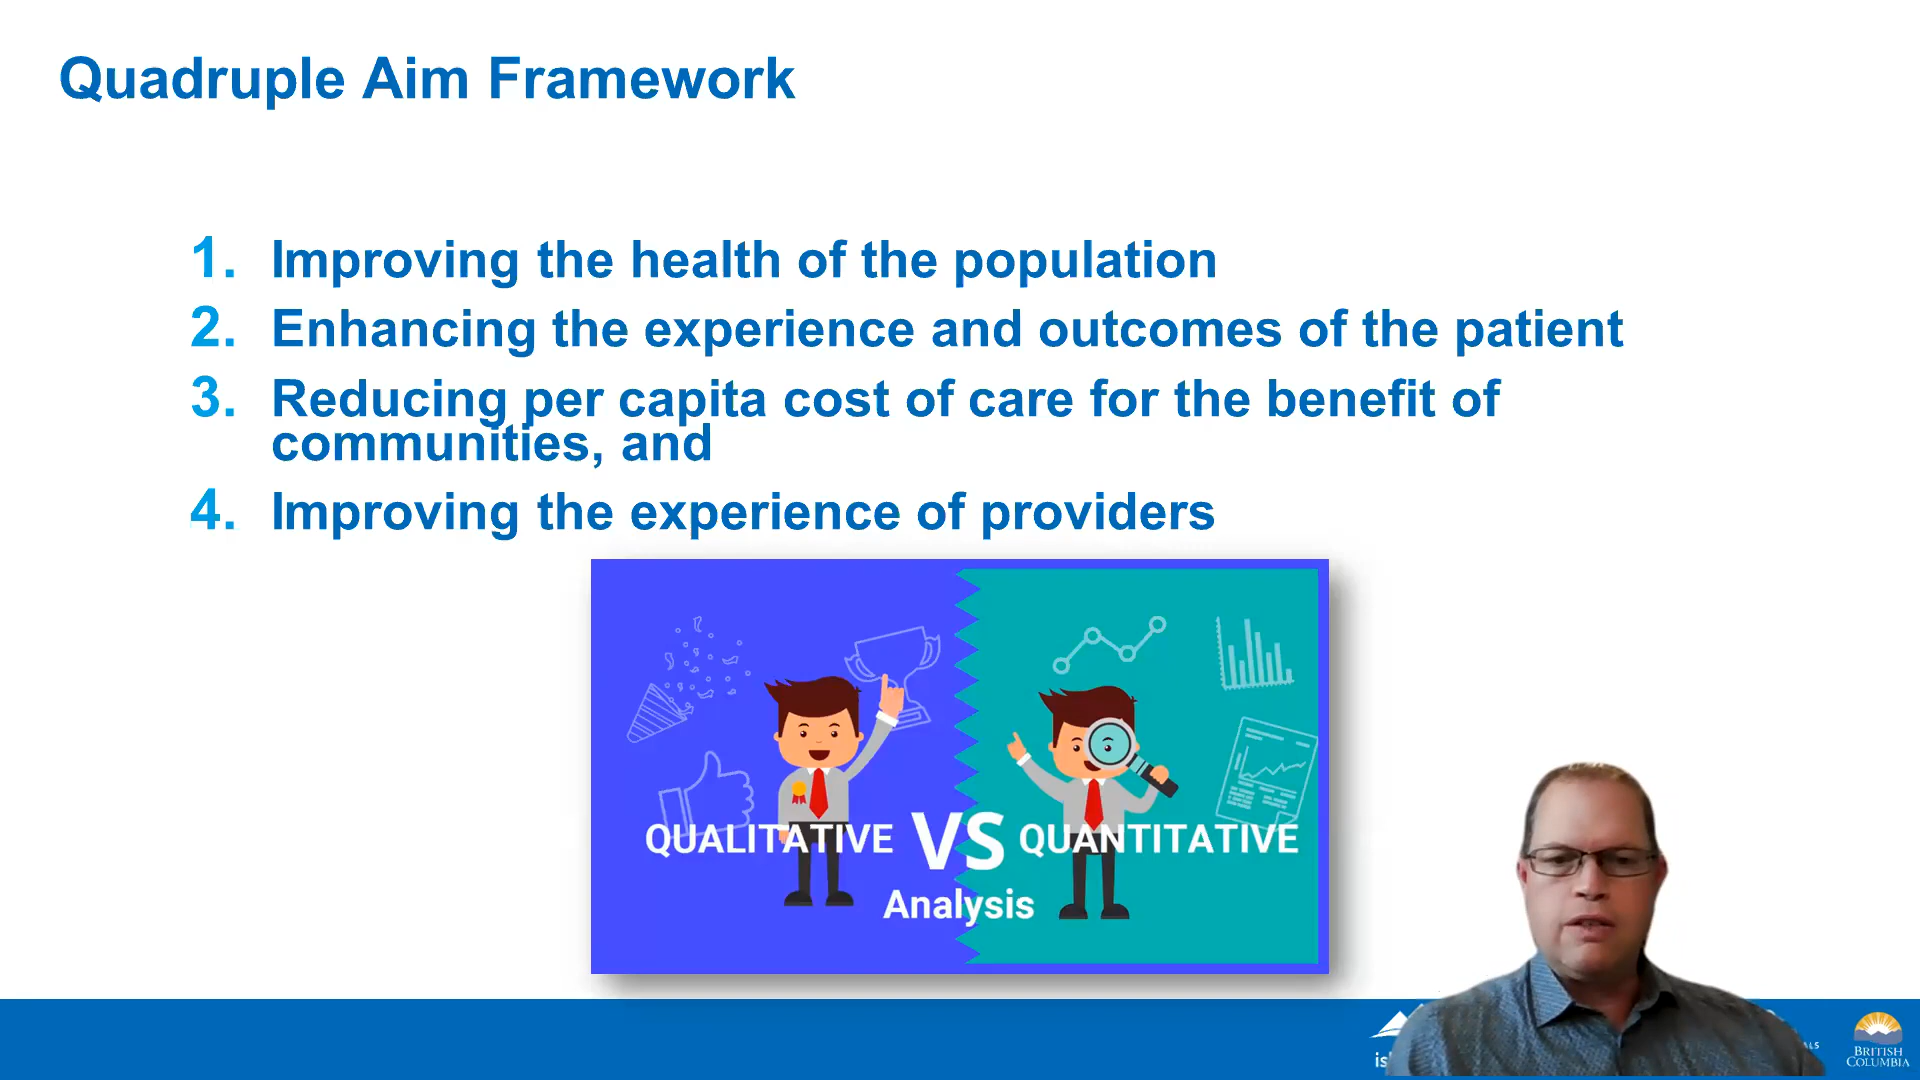 Quadruple Aim Framework
1. Improving the health of the population
2. Enhancing the experience and outcomes of the patient
3. Reducing per capita cost of care for the benefit of
communities, and
4. Improving the experience of providers
QUALITATIVE VS QUANTITATIVE
Analysis
BRITISH
COLUMBIA